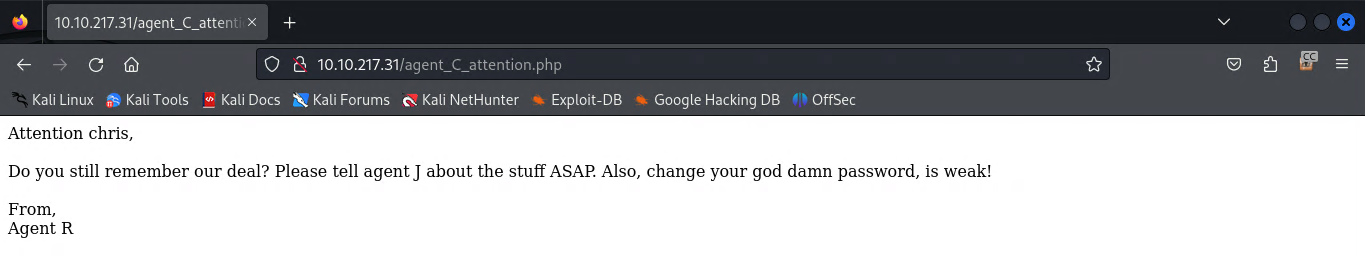 10.10.217.31/agent_C_attenti
10.10.217.31/agent_C_attention.php
CC
Kali Linux Kali Tools Kali Docs Kali Forums Kali NetHunter Exploit-DB Google Hacking DB OffSec
Attention chris,
Do you still remember our deal? Please tell agent J about the stuff ASAP. Also, change your god damn password, is weak!
From,
Agent R